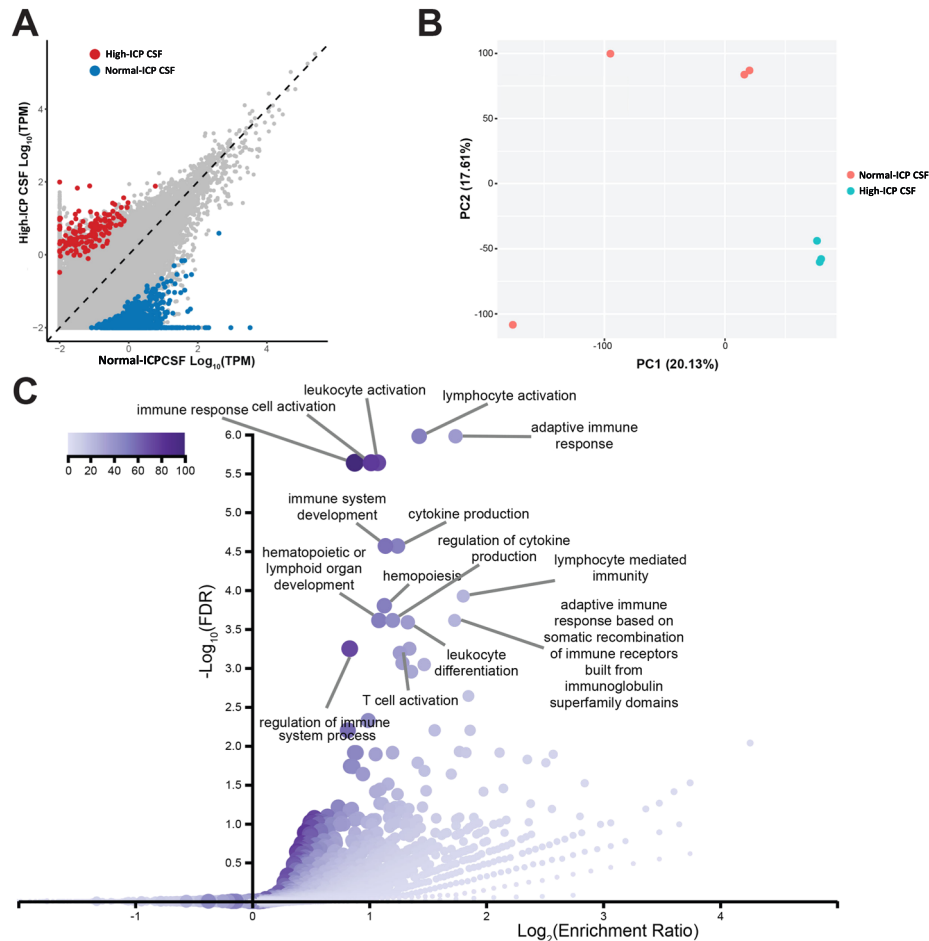 A
High-ICP CSF
Normal-ICP CSF
High.ICP CSF Log10(TPM)
4
2
0
−2
−2
0
2
4
Normal-ICPCSF Log10(TPM)
B
100
50
0
-50
-100
PC2 (17.61%)
-100
0
PC1 (20.13%)
Normal-ICP CSF
High-ICP CSF
C
0 20 40 60 80 100
leukocyte activation
immune response
cell activation
lymphocyte activation
adaptive immune
response
immune system
development
cytokine production
regulation of cytokine
production
hematopoietic or
lymphoid organ
development
hemopoiesis
lymphocyte mediated
immunity
adaptive immune
response based on
somatic recombination
of immune receptors
built from
immunoglobulin
superfamily domains
leukocyte
differentiation
T cell activation
regulation of immune
system process
-Log10(FDR)
6.0
5.5
5.0
4.5
4.0
3.5
3.0
2.5
2.0
1.5
1.0
0.5
-1
0
1
2
3
4
Log2(Enrichment Ratio)